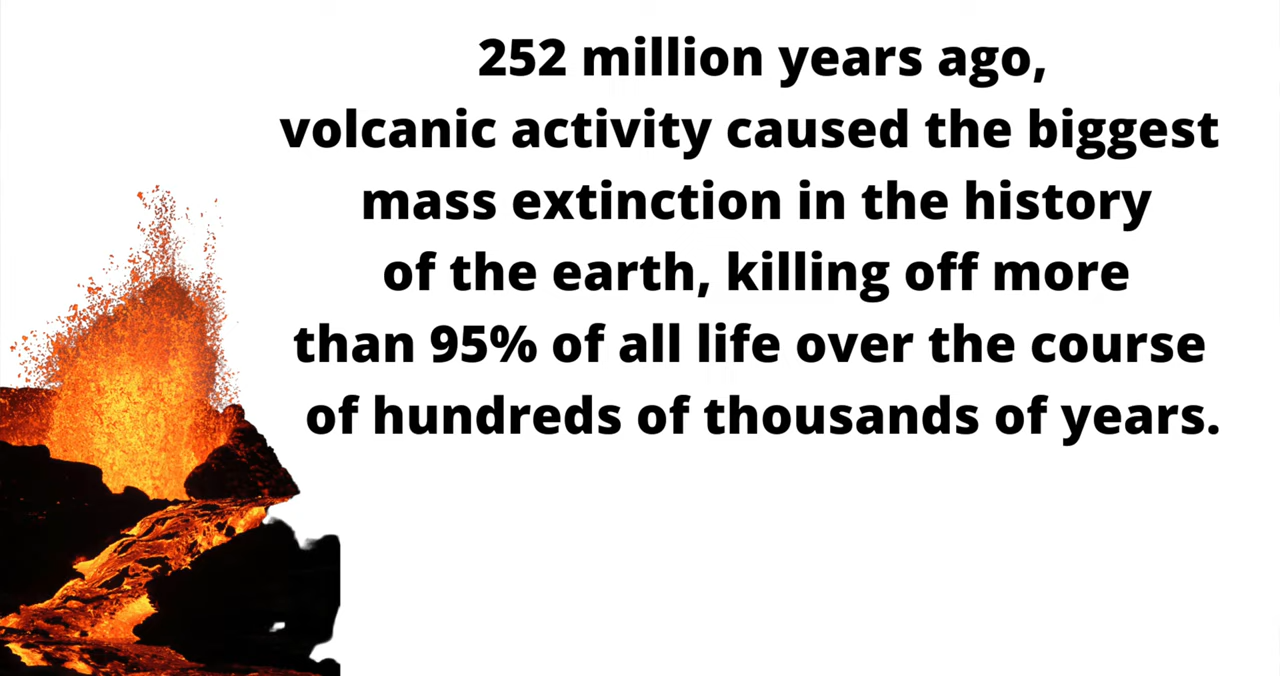 252 million years ago,
volcanic activity caused the biggest
mass extinction in the history
of the earth, killing off more
than 95% of all life over the course
of hundreds of thousands of years.